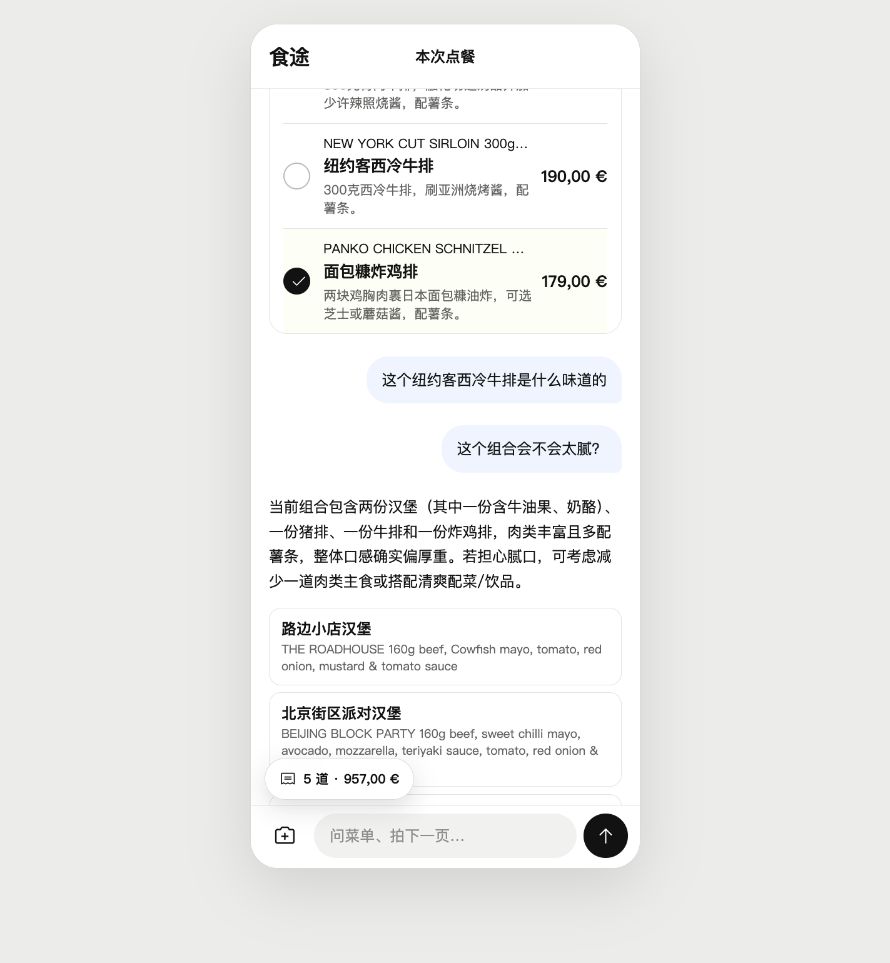 食途
本次点餐
少许辣照烧酱，配薯条。
NEW YORK CUT SIRLOIN 300g…
纽约客西冷牛排
300克西冷牛排，刷亚洲烧烤酱，配
薯条。
190,00 €
PANKO CHICKEN SCHNITZEL …
面包糠炸鸡排
两块鸡胸肉裹日本面包糠油炸，可选
芝士或蘑菇酱，配薯条。
179,00 €
这个纽约客西冷牛排是什么味道的
这个组合会不会太腻？
当前组合包含两份汉堡（其中一份含牛油果、奶酪）、
一份猪排、一份牛排和一份炸鸡排，肉类丰富且多配
薯条，整体口感确实偏厚重。若担心腻口，可考虑减
少一道肉类主食或搭配清爽配菜/饮品。
路边小店汉堡
THE ROADHOUSE 160g beef, Cowfish mayo, tomato, red
onion, mustard & tomato sauce
北京街区派对汉堡
BEIJING BLOCK PARTY 160g beef, sweet chilli mayo,
avocado, mozzarella, teriyaki sauce, tomato, red onion &
5 道 · 957,00 €
问菜单、拍下一页…